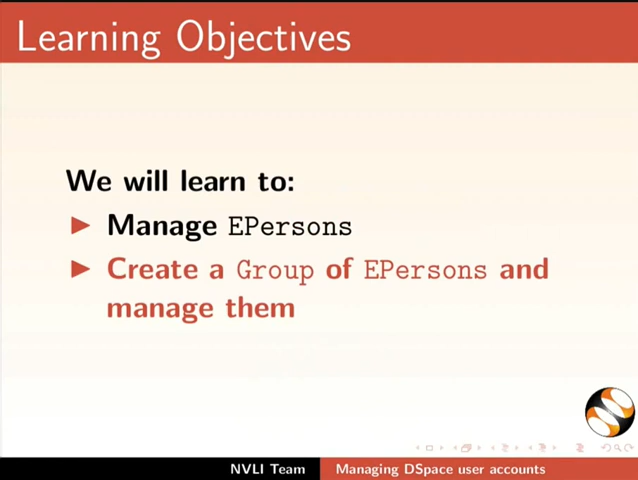 Learning Objectives
We will learn to:
Manage EPersons
Create a Group of EPersons and
manage them
NVLI Team
Managing DSpace user accounts